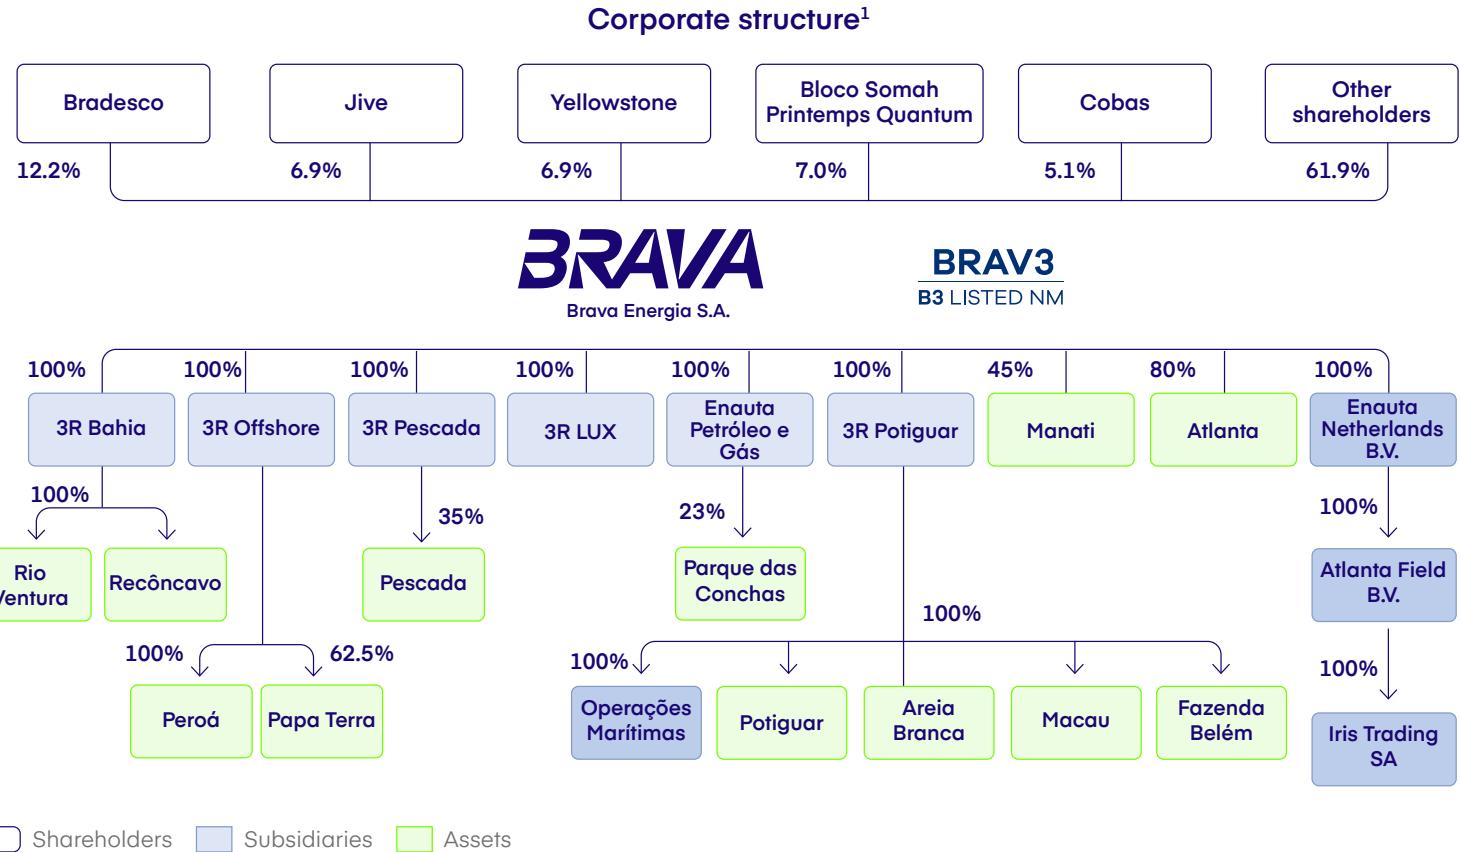 Corporate structure¹
Bradesco
Jive
Yellowstone
Bloco Somah
Printemps Quantum
Cobas
Other
shareholders
12.2%
6.9%
6.9%
7.0%
5.1%
61.9%
BRAVA
Brava Energia S.A.
BRAV3
B3 LISTED NM
100%
100%
100%
100%
100%
100%
45%
80%
100%
3R Bahia
3R Offshore
3R Pescada
3R LUX
Enauta
Petróleo e
Gás
3R Potiguar
Manati
Atlanta
Enauta
Netherlands
B.V.
100%
35%
23%
100%
Rio
Ventura
Recôncavo
Pescada
Parque das
Conchas
Atlanta Field
B.V.
100%
62.5%
100%
100%
100%
Peroá
Papa Terra
Operações
Marítimas
Potiguar
Areia
Branca
Macau
Fazenda
Belém
Iris Trading
SA
Shareholders
Subsidiaries
Assets